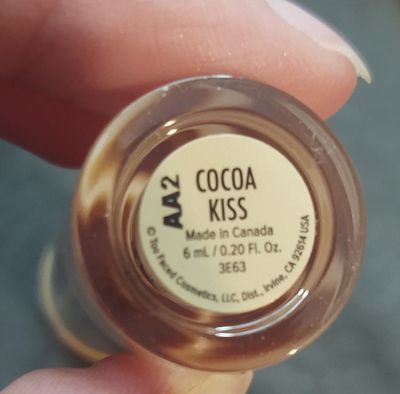 COCOA
KISS
AA2
Made in Canada
6 mL / 0.20 Fl. Oz.
3E63
© Too Faced Cosmetics, LLC, Dist., Irvine, CA 92614 USA